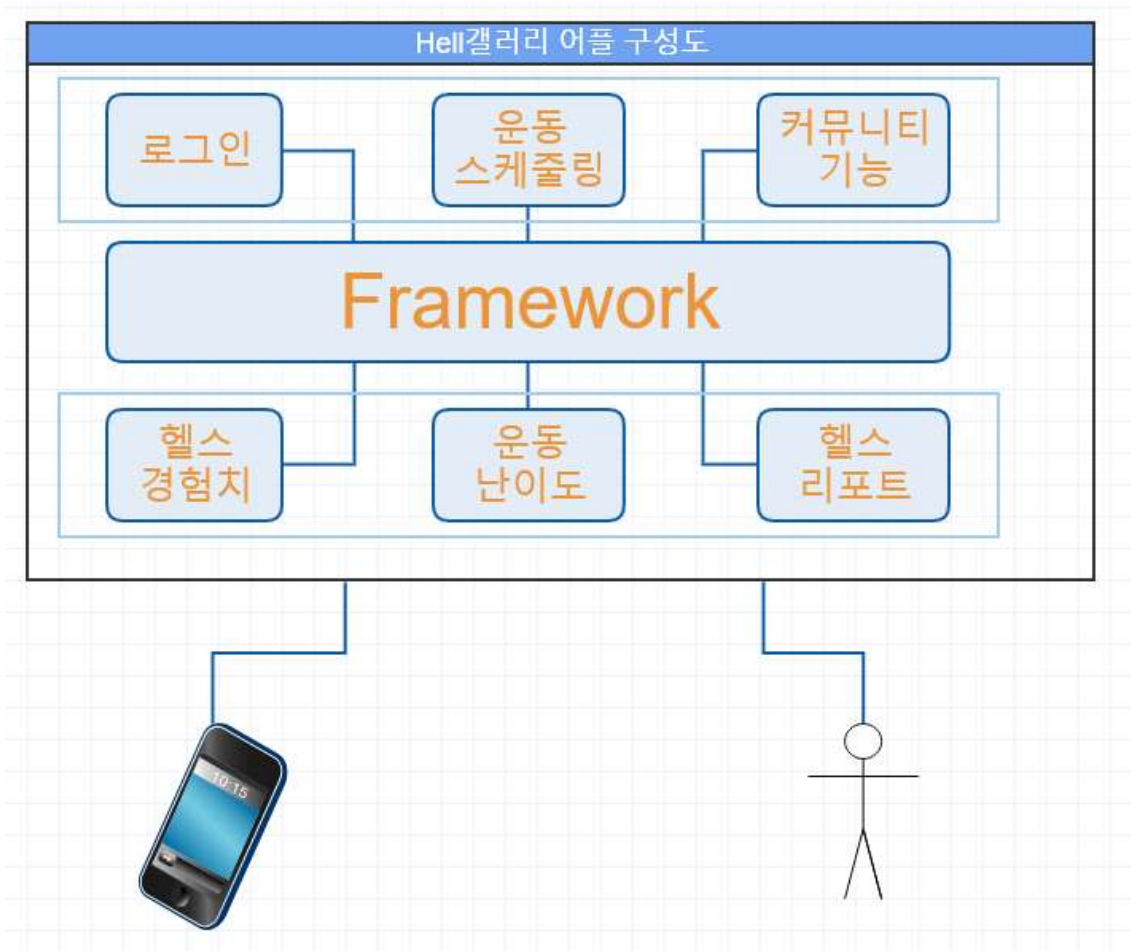 Hell갤러리 어플 구성도
로그인
운동
스케줄링
커뮤니티
기능
Framework
헬스
경험치
운동
난이도
헬스
리포트
10:15